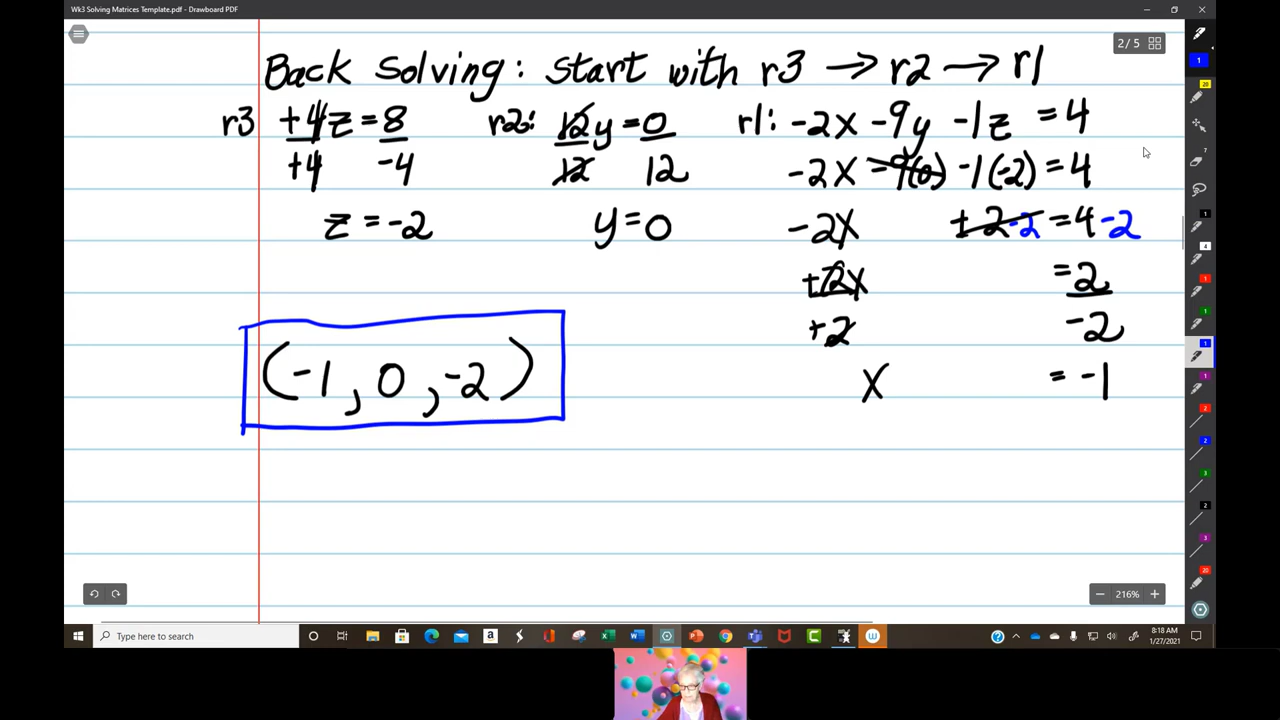 Wk3 Solving Matrices Template.pdf - Drawboard PDF
2 / 5
Back Solving: Start with r3 → r2 → r1
r3 +4z = 8 r2: 12y = 0 r1: -2x -9y -1z = 4
+4 -4 12 12 -2x -9(0) -1(-2) = 4
z = -2 y = 0 -2x +2-2 = 4-2
+2x = 2
+2 -2
(-1, 0, -2) x = -1
216%
Type here to search
8:18 AM
1/27/2021